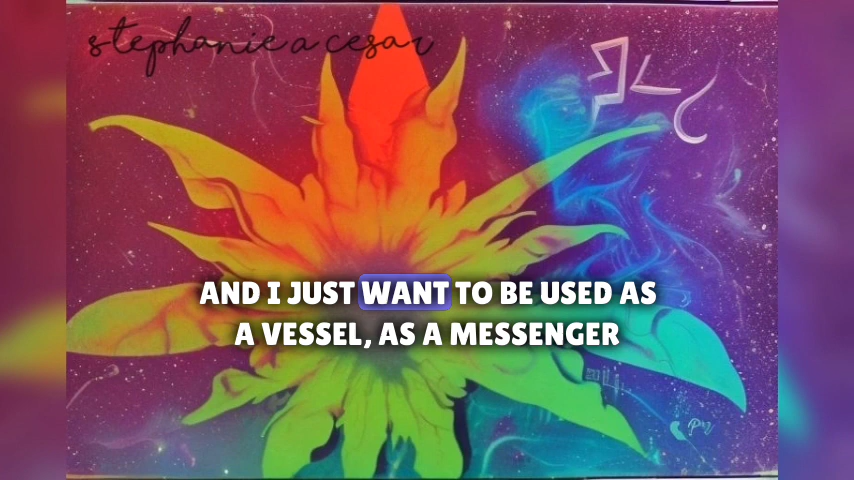 stephanie a cesar
AND I JUST WANT TO BE USED AS
A VESSEL, AS A MESSENGER